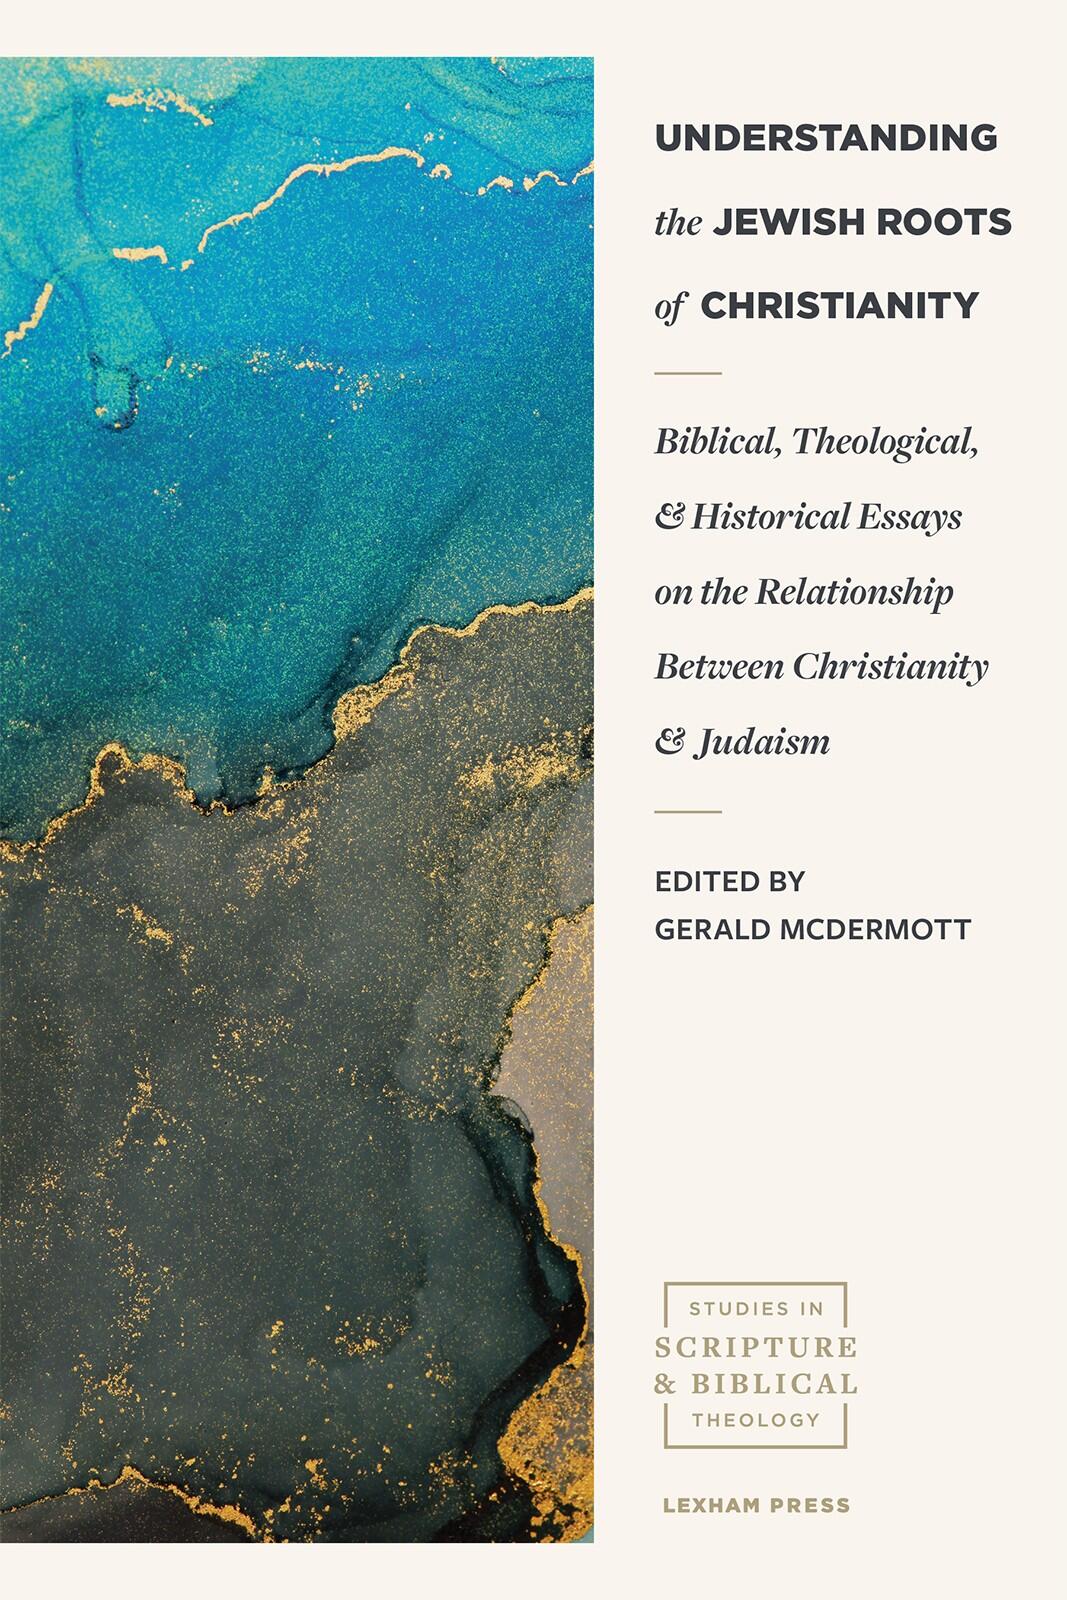 UNDERSTANDING
the JEWISH ROOTS
of CHRISTIANITY
Biblical, Theological,
& Historical Essays
on the Relationship
Between Christianity
& Judaism
EDITED BY
GERALD MCDERMOTT
STUDIES IN
SCRIPTURE
& BIBLICAL
THEOLOGY
LEXHAM PRESS